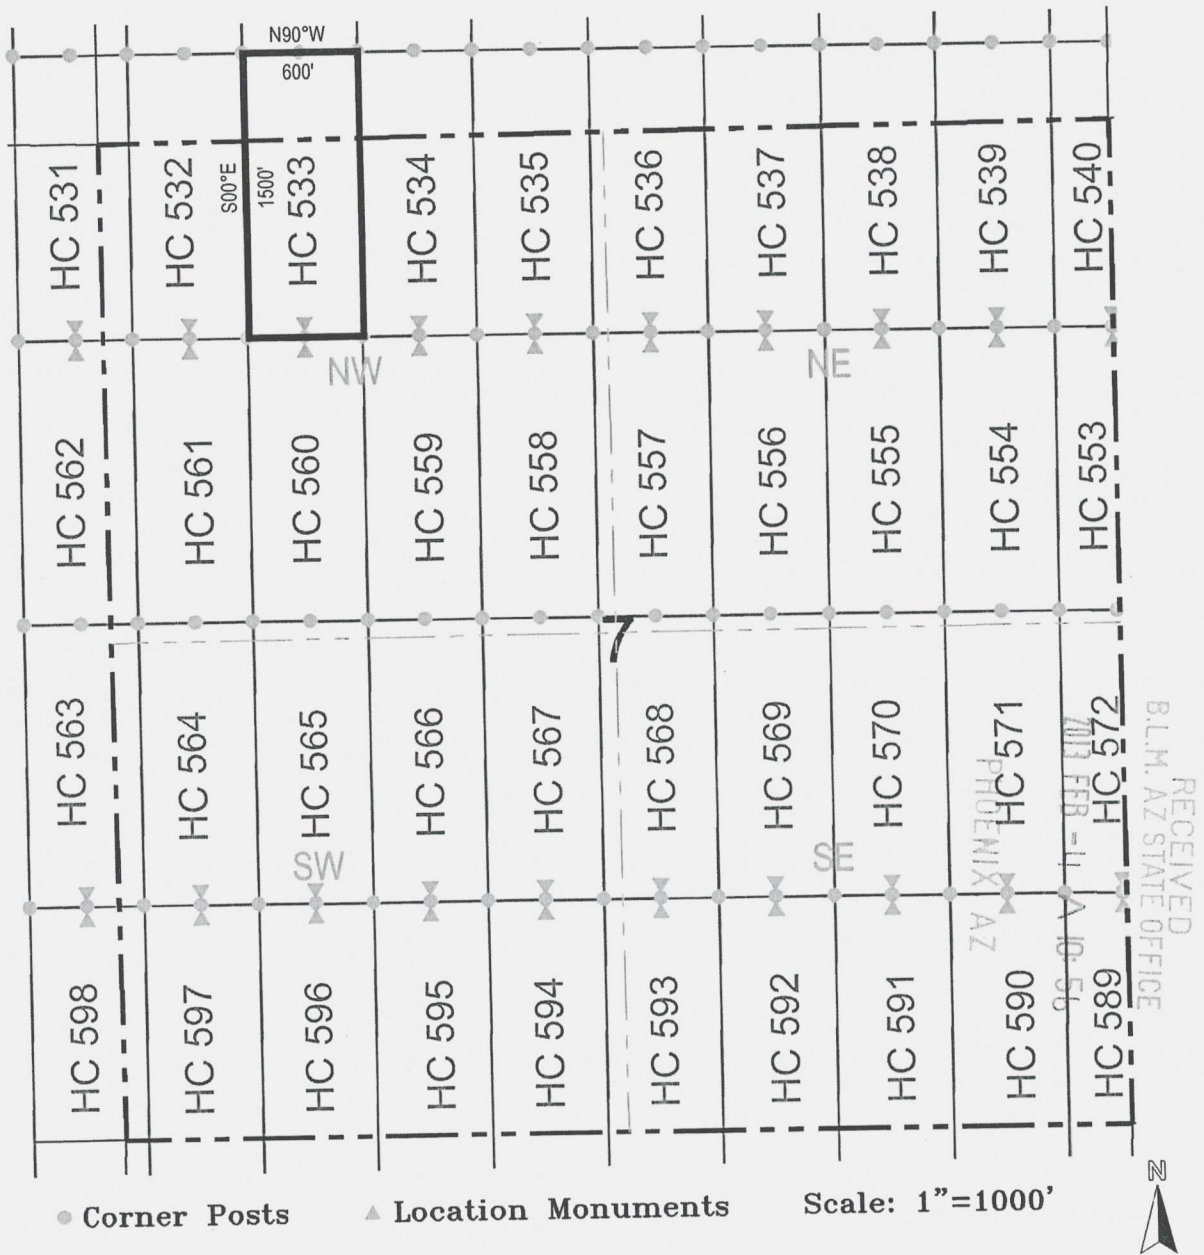 N90°W
600'
S00°E
1500'
HC 531
HC 532
HC 533
HC 534
HC 535
HC 536
HC 537
HC 538
HC 539
HC 540
NW
NE
HC 562
HC 561
HC 560
HC 559
HC 558
HC 557
HC 556
HC 555
HC 554
HC 553
7
HC 563
HC 564
HC 565
HC 566
HC 567
HC 568
HC 569
HC 570
HC 571
HC 572
SW
SE
HC 598
HC 597
HC 596
HC 595
HC 594
HC 593
HC 592
HC 591
HC 590
HC 589
RECEIVED
B.L.M. AZ STATE OFFICE
2013 FEB -4 A 10:56
PHOENIX AZ
Corner Posts
Location Monuments
Scale: 1"=1000'
N